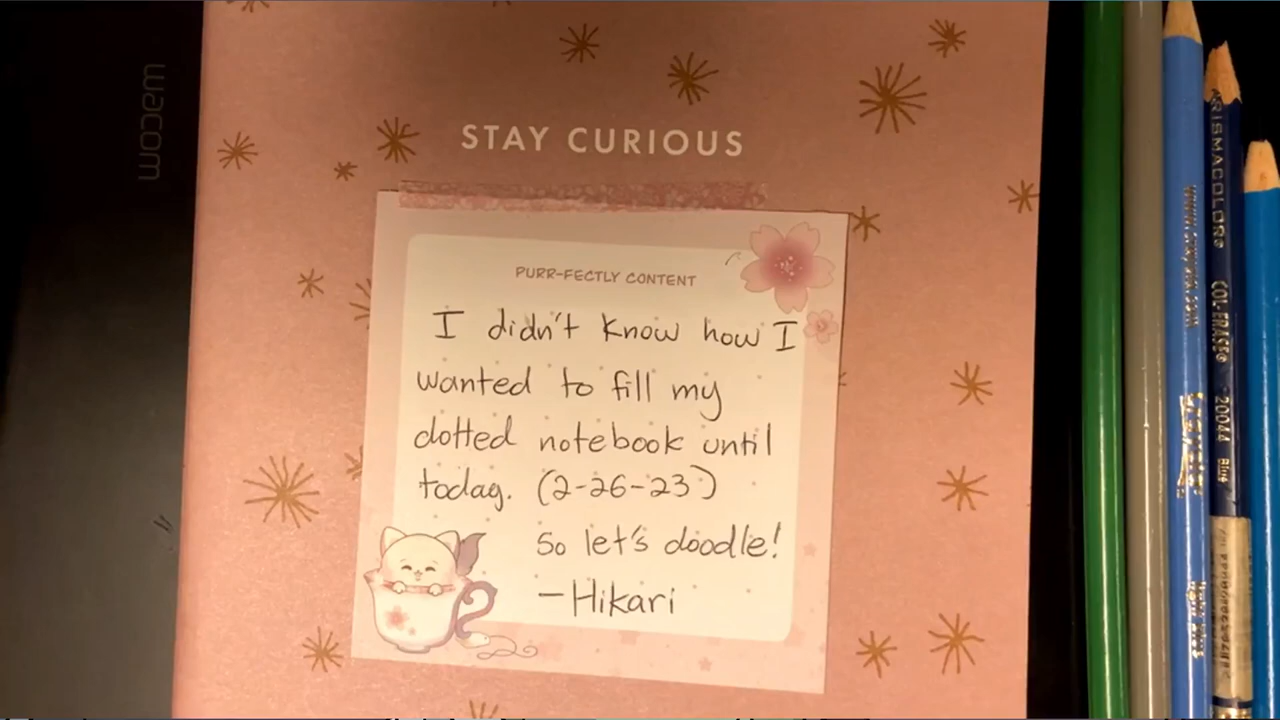 wacom
STAY CURIOUS
PURR-FECTLY CONTENT
I didn't know how I
wanted to fill my
dotted notebook until
today. (2-26-23)
So let's doodle!
-Hikari
PRISMACOLOR® COL-ERASE® 20044 Blue